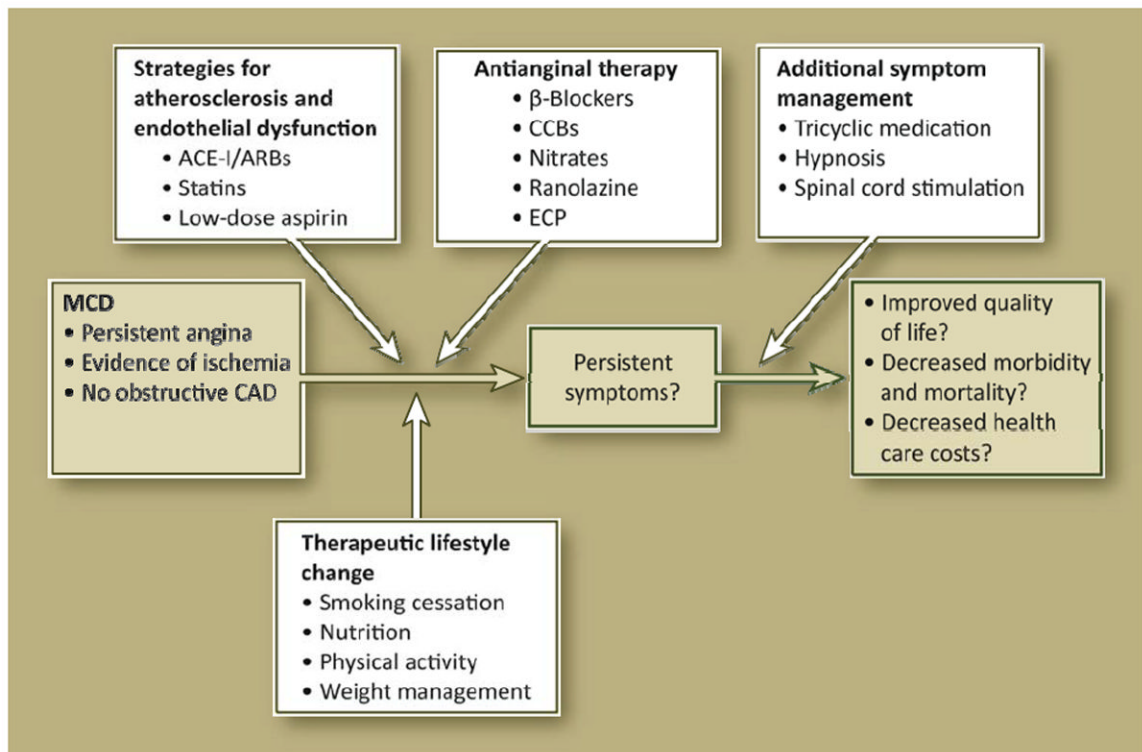 Strategies for
atherosclerosis and
endothelial dysfunction
• ACE-I/ARBs
• Statins
• Low-dose aspirin
Antianginal therapy
• β-Blockers
• CCBs
• Nitrates
• Ranolazine
• ECP
Additional symptom
management
• Tricyclic medication
• Hypnosis
• Spinal cord stimulation
MCD
• Persistent angina
• Evidence of ischemia
• No obstructive CAD
Persistent
symptoms?
• Improved quality
of life?
• Decreased morbidity
and mortality?
• Decreased health
care costs?
Therapeutic lifestyle
change
• Smoking cessation
• Nutrition
• Physical activity
• Weight management